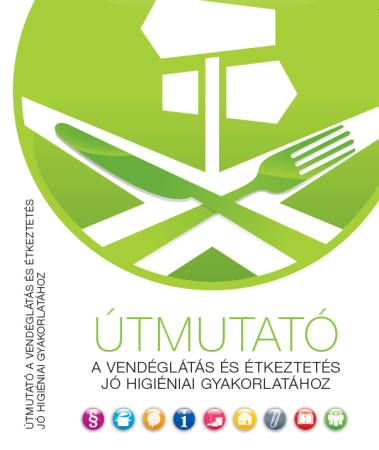 ÚTMUTATÓ
A VENDÉGLÁTÁS ÉS ÉTKEZTETÉS
JÓ HIGIÉNIAI GYAKORLATÁHOZ
ÚTMUTATÓ A VENDÉGLÁTÁS ÉS ÉTKEZTETÉS
JÓ HIGIÉNIAI GYAKORLATÁHOZ
§ i